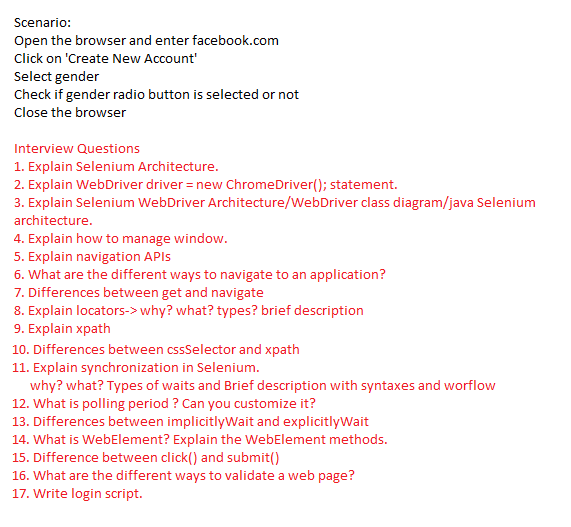 Scenario:
Open the browser and enter facebook.com
Click on 'Create New Account'
Select gender
Check if gender radio button is selected or not
Close the browser
Interview Questions
1. Explain Selenium Architecture.
2. Explain WebDriver driver = new ChromeDriver(); statement.
3. Explain Selenium WebDriver Architecture/WebDriver class diagram/java Selenium
architecture.
4. Explain how to manage window.
5. Explain navigation APIs
6. What are the different ways to navigate to an application?
7. Differences between get and navigate
8. Explain locators-> why? what? types? brief description
9. Explain xpath
10. Differences between cssSelector and xpath
11. Explain synchronization in Selenium.
why? what? Types of waits and Brief description with syntaxes and worflow
12. What is polling period ? Can you customize it?
13. Differences between implicitlyWait and explicitlyWait
14. What is WebElement? Explain the WebElement methods.
15. Difference between click() and submit()
16. What are the different ways to validate a web page?
17. Write login script.